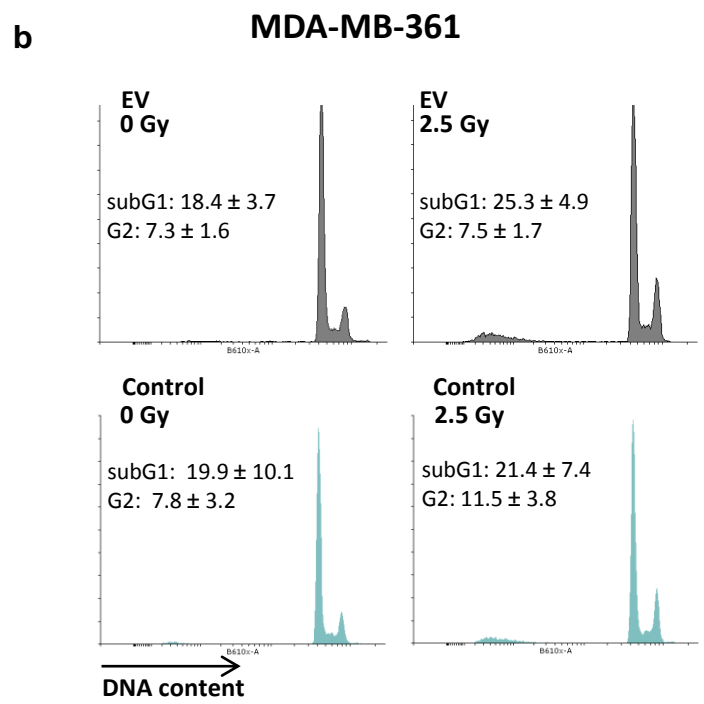 b
MDA-MB-361
EV
0 Gy
subG1: 18.4 ± 3.7
G2: 7.3 ± 1.6
B610x-A
EV
2.5 Gy
subG1: 25.3 ± 4.9
G2: 7.5 ± 1.7
B610x-A
Control
0 Gy
subG1: 19.9 ± 10.1
G2: 7.8 ± 3.2
B610x-A
Control
2.5 Gy
subG1: 21.4 ± 7.4
G2: 11.5 ± 3.8
B610x-A
DNA content